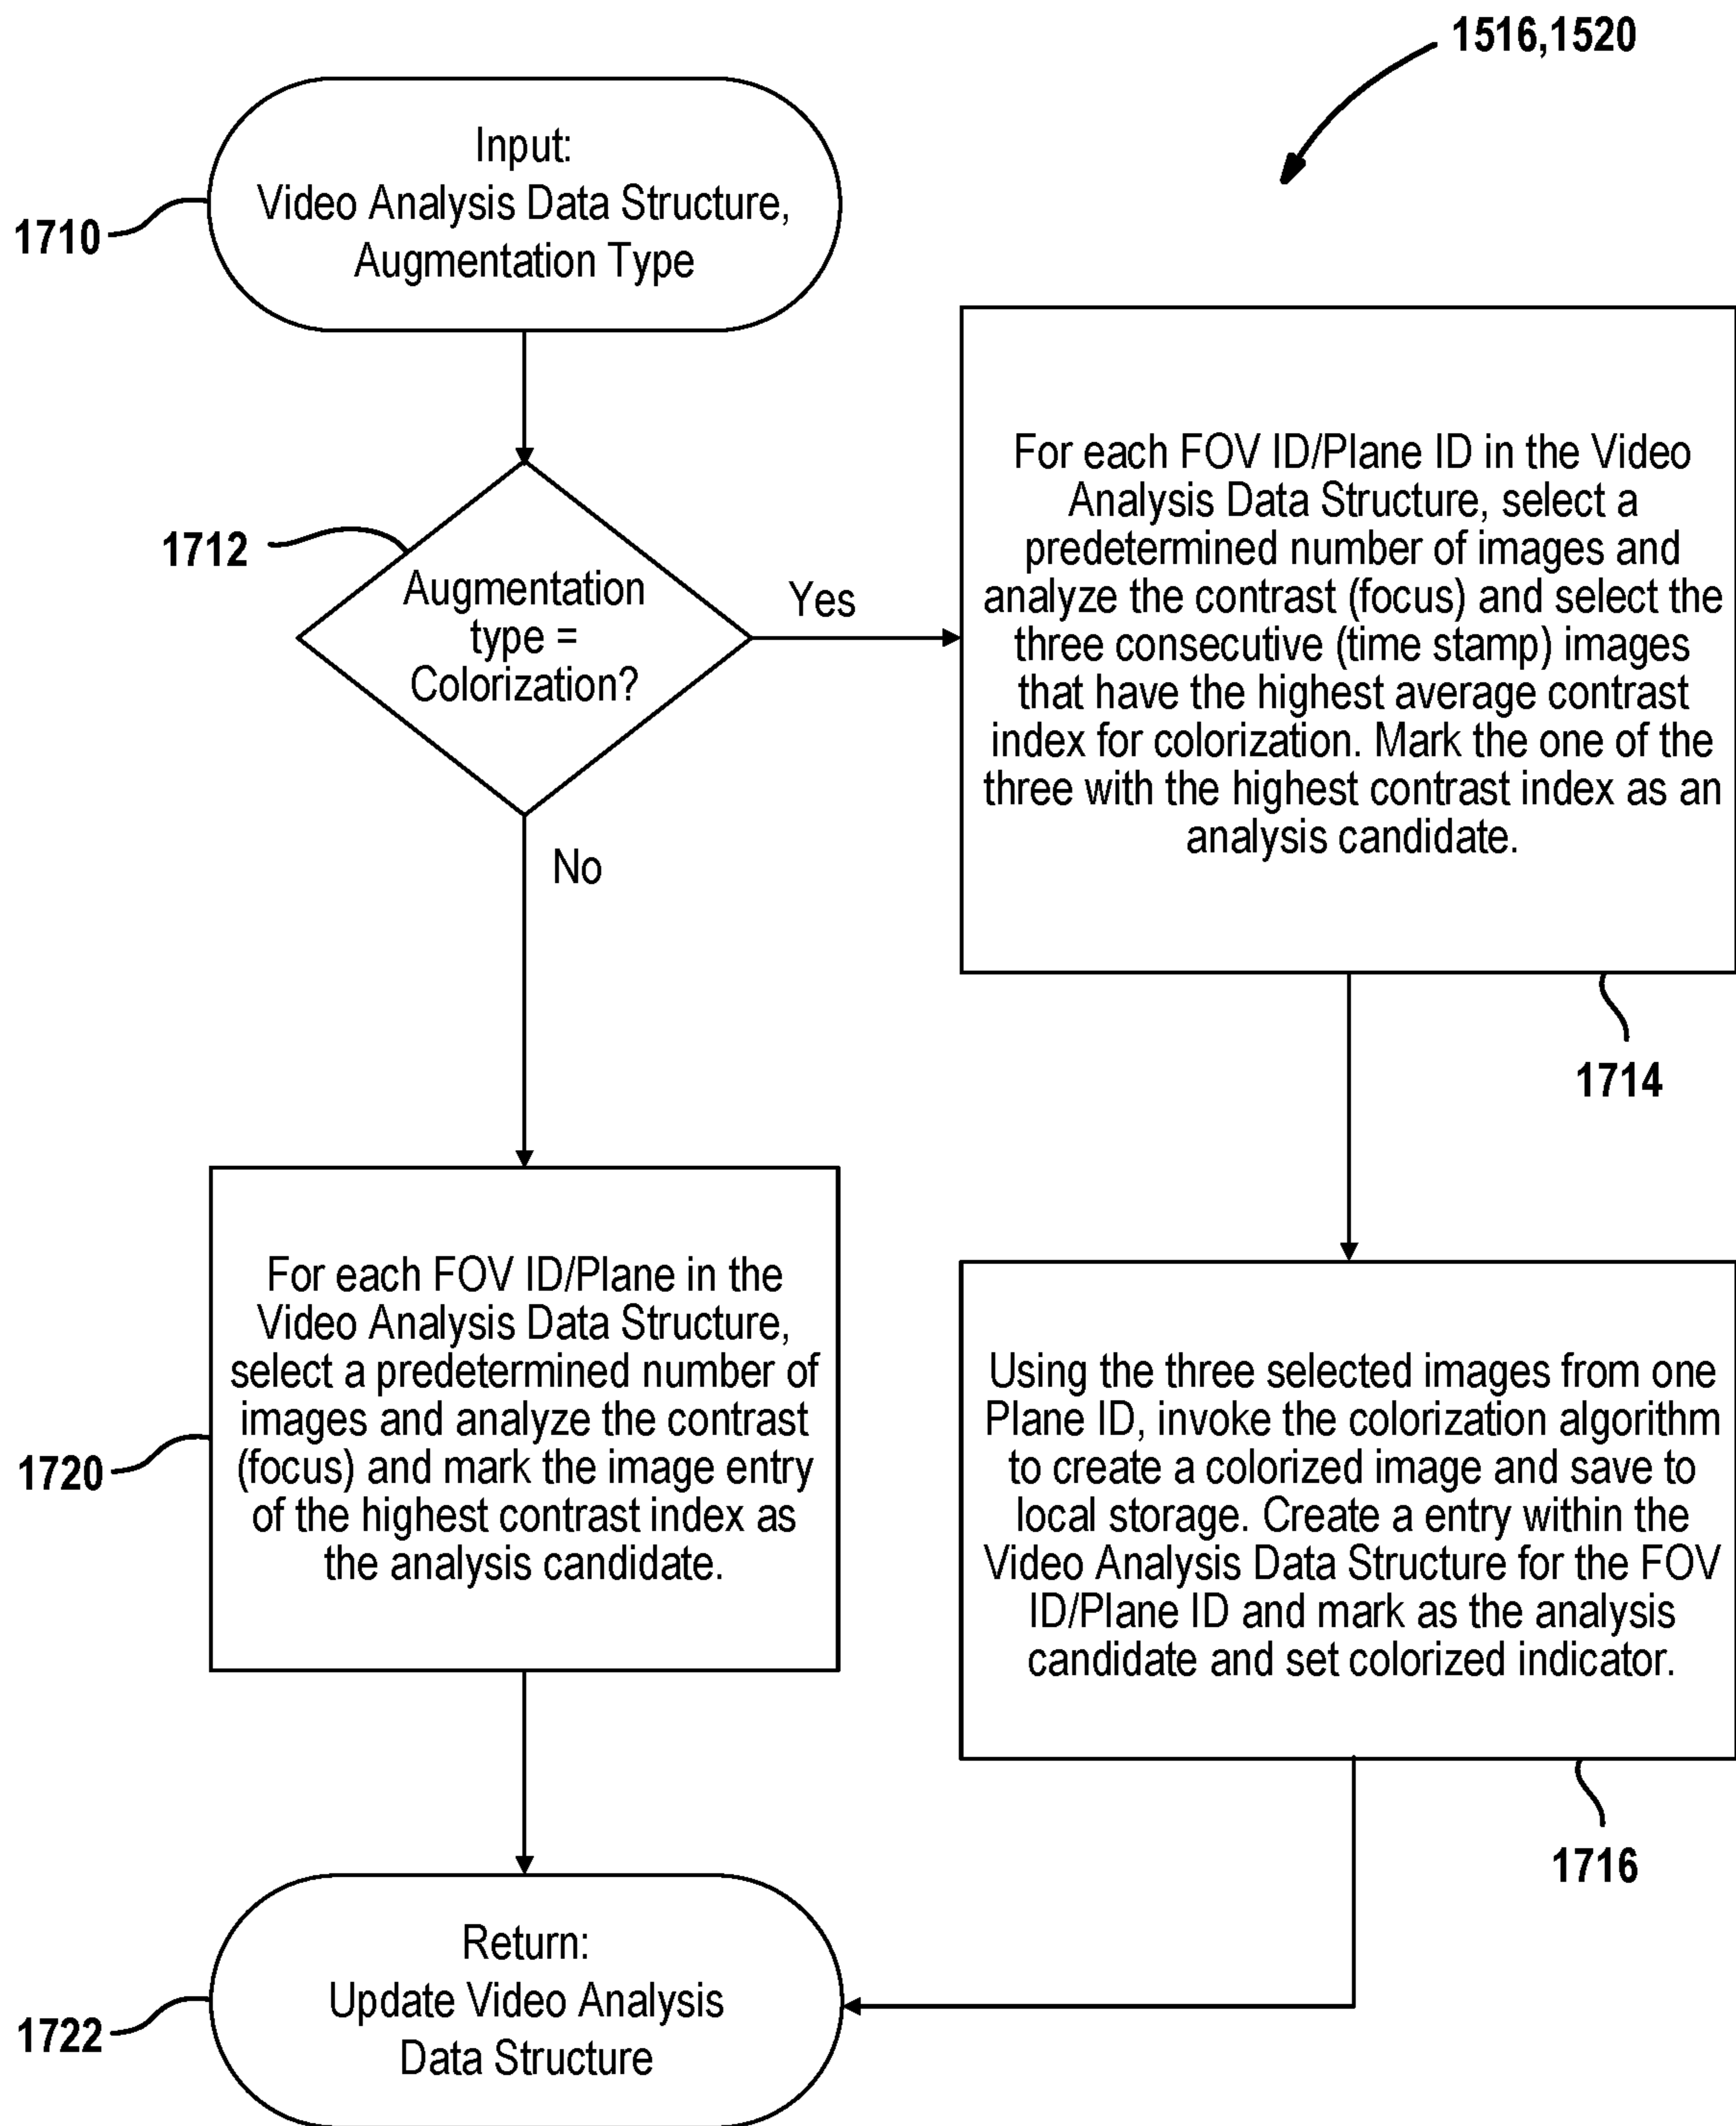 1516,1520
Input:
Video Analysis Data Structure,
Augmentation Type
1710
1712
Augmentation
type =
Colorization?
Yes
No
For each FOV ID/Plane ID in the Video
Analysis Data Structure, select a
predetermined number of images and
analyze the contrast (focus) and select the
three consecutive (time stamp) images
that have the highest average contrast
index for colorization. Mark the one of the
three with the highest contrast index as an
analysis candidate.
1714
For each FOV ID/Plane in the
Video Analysis Data Structure,
select a predetermined number of
images and analyze the contrast
(focus) and mark the image entry
of the highest contrast index as
the analysis candidate.
1720
Using the three selected images from one
Plane ID, invoke the colorization algorithm
to create a colorized image and save to
local storage. Create a entry within the
Video Analysis Data Structure for the FOV
ID/Plane ID and mark as the analysis
candidate and set colorized indicator.
1716
Return:
Update Video Analysis
Data Structure
1722